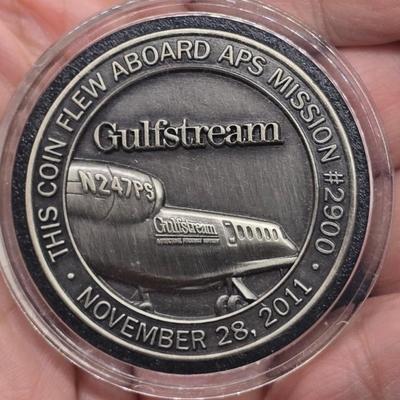 THIS COIN FLEW ABOARD APS MISSION #2900
• NOVEMBER 28, 2011 •
Gulfstream
N247PS
Gulfstream